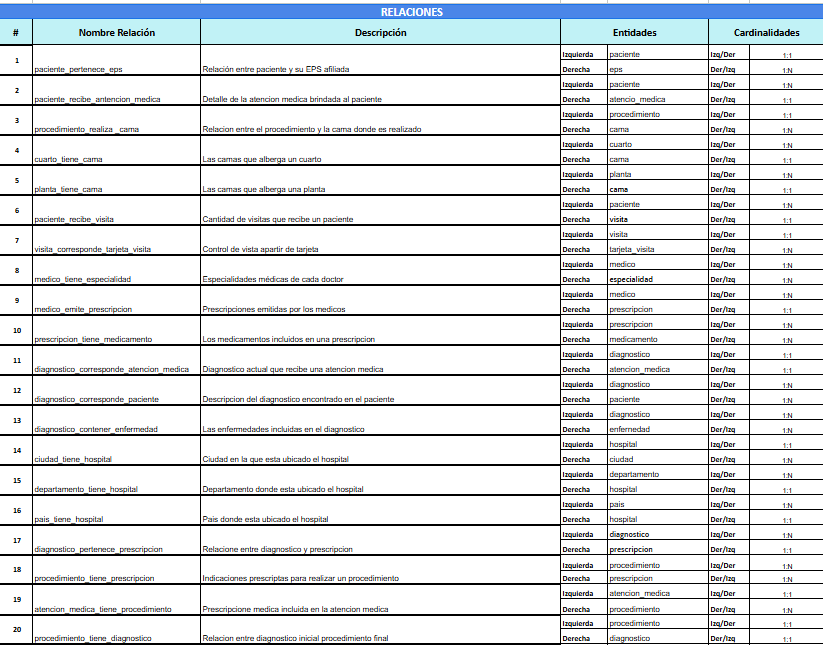 RELACIONES
# Nombre Relación Descripción Entidades Cardinalidades
1 paciente_pertenece_eps Relación entre paciente y su EPS afiliada Izquierda paciente Izq/Der 1:1
Derecha eps Der/Izq 1:N
2 paciente_recibe_antencion_medica Detalle de la atencion medica brindada al paciente Izquierda paciente Izq/Der 1:N
Derecha atencio_medica Der/Izq 1:1
3 procedimiento_realiza _cama Relacion entre el procedimiento y la cama donde es realizado Izquierda procedimiento Izq/Der 1:1
Derecha cama Der/Izq 1:N
4 cuarto_tiene_cama Las camas que alberga un cuarto Izquierda cuarto Izq/Der 1:N
Derecha cama Der/Izq 1:1
5 planta_tiene_cama Las camas que alberga una planta Izquierda planta Izq/Der 1:N
Derecha cama Der/Izq 1:1
6 paciente_recibe_visita Cantidad de visitas que recibe un paciente Izquierda paciente Izq/Der 1:N
Derecha visita Der/Izq 1:1
7 visita_corresponde_tarjeta_visita Control de vista apartir de tarjeta Izquierda visita Izq/Der 1:1
Derecha tarjeta_visita Der/Izq 1:N
8 medico_tiene_especialidad Especialidades médicas de cada doctor Izquierda medico Izq/Der 1:N
Derecha especialidad Der/Izq 1:N
9 medico_emite_prescripcion Prescripciones emitidas por los medicos Izquierda medico Izq/Der 1:N
Derecha prescripcion Der/Izq 1:1
10 prescripcion_tiene_medicamento Los medicamentos incluidos en una prescripcion Izquierda prescripcion Izq/Der 1:N
Derecha medicamento Der/Izq 1:N
11 diagnostico_corresponde_atencion_medica Diagnostico actual que recibe una atencion medica Izquierda diagnostico Izq/Der 1:1
Derecha atencion_medica Der/Izq 1:1
12 diagnostico_corresponde_paciente Descripcion del diagnostico encontrado en el paciente Izquierda diagnostico Izq/Der 1:N
Derecha paciente Der/Izq 1:N
13 diagnostico_contener_enfermedad Las enfermedades incluidas en el diagnostico Izquierda diagnostico Izq/Der 1:N
Derecha enfernedad Der/Izq 1:N
14 ciudad_tiene_hospital Ciudad en la que esta ubicado el hospital Izquierda hospital Izq/Der 1:1
Derecha ciudad Der/Izq 1:N
15 departamento_tiene_hospital Departamento donde esta ubicado el hospital Izquierda departamento Izq/Der 1:N
Derecha hospital Der/Izq 1:1
16 pais_tiene_hospital Pais donde esta ubicado el hospital Izquierda pais Izq/Der 1:N
Derecha hospital Der/Izq 1:1
17 diagnostico_pertenece_prescripcion Relacione entre diagnostico y prescripcion Izquierda diagnostico Izq/Der 1:N
Derecha prescripcion Der/Izq 1:1
18 procedimiento_tiene_prescripcion Indicaciones prescriptas para realizar un procedimiento Izquierda procedimiento Izq/Der 1:N
Derecha prescripcion Der/Izq 1:N
19 atencion_medica_tiene_procedimiento Prescripcione medica incluida en la atencion medica Izquierda atencion_medica Izq/Der 1:1
Derecha procedimiento Der/Izq 1:N
20 procedimiento_tiene_diagnostico Relacion entre diagnostico inicial procedimiento final Izquierda procedimiento Izq/Der 1:1
Derecha diagnostico Der/Izq 1:1